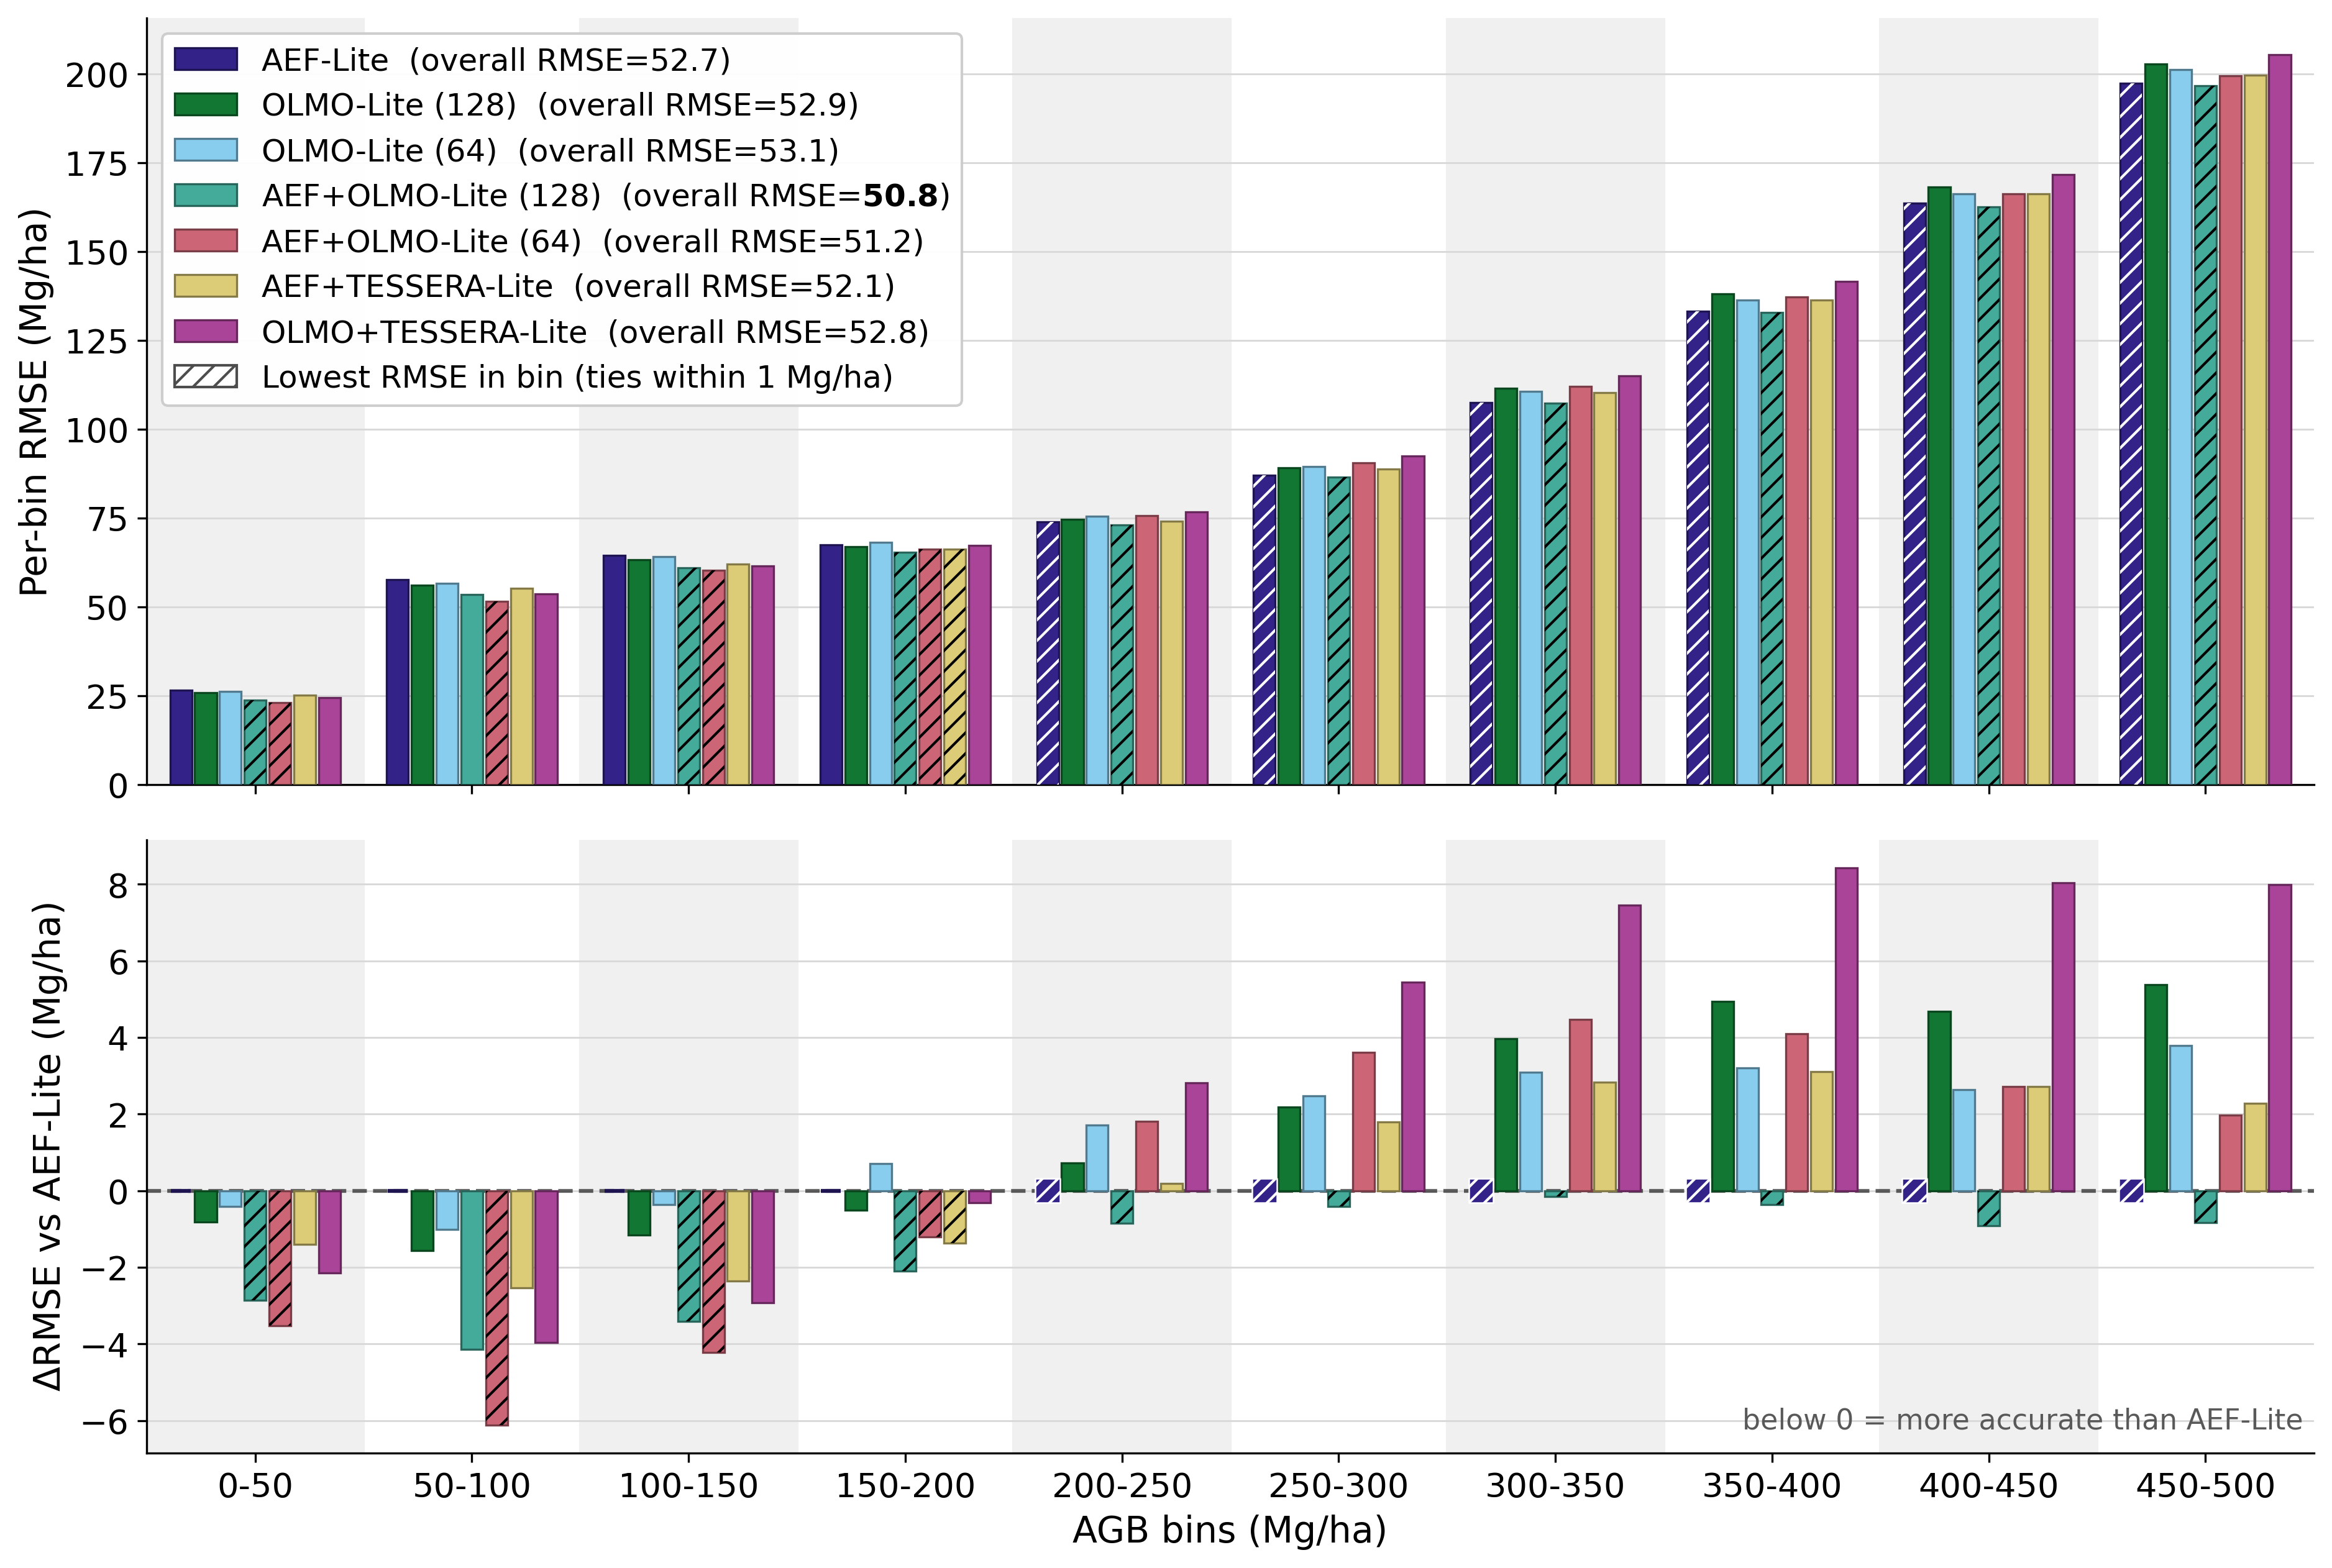 AEF-Lite (overall RMSE=52.7)
OLMO-Lite (128) (overall RMSE=52.9)
OLMO-Lite (64) (overall RMSE=53.1)
AEF+OLMO-Lite (128) (overall RMSE=50.8)
AEF+OLMO-Lite (64) (overall RMSE=51.2)
AEF+TESSERA-Lite (overall RMSE=52.1)
OLMO+TESSERA-Lite (overall RMSE=52.8)
Lowest RMSE in bin (ties within 1 Mg/ha)
Per-bin RMSE (Mg/ha)
200
175
150
125
100
75
50
25
0
ΔRMSE vs AEF-Lite (Mg/ha)
8
6
4
2
0
−2
−4
−6
below 0 = more accurate than AEF-Lite
0-50 50-100 100-150 150-200 200-250 250-300 300-350 350-400 400-450 450-500
AGB bins (Mg/ha)